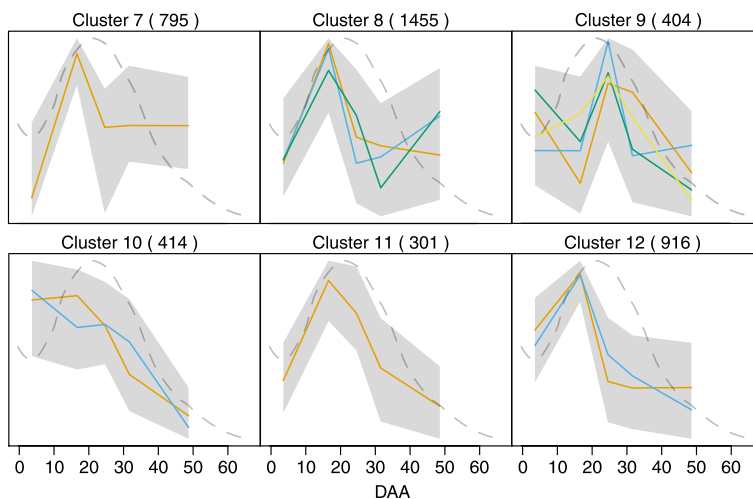 Cluster 7 ( 795 ) Cluster 8 ( 1455 ) Cluster 9 ( 404 )
Cluster 10 ( 414 ) Cluster 11 ( 301 ) Cluster 12 ( 916 )
0 10 20 30 40 50 60 0 10 20 30 40 50 60 0 10 20 30 40 50 60
DAA